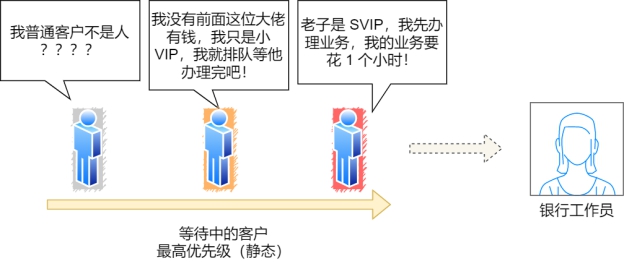 我普通客户不是人
？？？？
我没有前面这位大佬
有钱，我只是小
VIP，我就排队等他
办理完吧！
老子是 SVIP，我先办
理业务，我的业务要
花 1 个小时！
银行工作员
等待中的客户
最高优先级（静态）